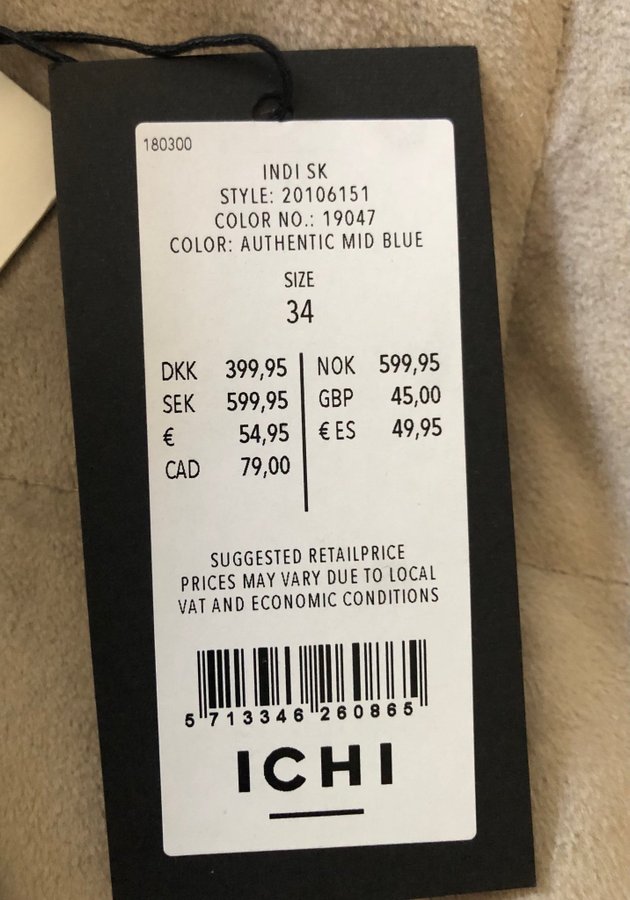 180300
INDI SK
STYLE: 20106151
COLOR NO.: 19047
COLOR: AUTHENTIC MID BLUE
SIZE
34
DKK 399,95 NOK 599,95
SEK 599,95 GBP 45,00
€ 54,95 € ES 49,95
CAD 79,00
SUGGESTED RETAILPRICE
PRICES MAY VARY DUE TO LOCAL
VAT AND ECONOMIC CONDITIONS
5 713346 260865
ICHI